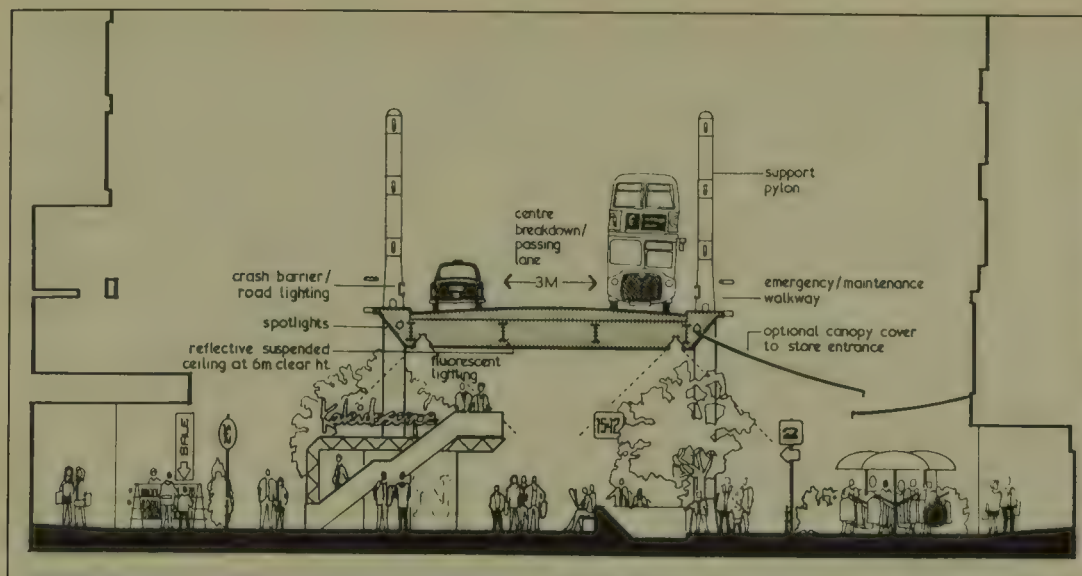 support
pylon
centre
breakdown/
passing
lane
crash barrier/
road lighting
3M
emergency/maintenance
walkway
spotlights
optional canopy cover
to store entrance
reflective suspended
ceiling at 6m clear ht.
fluorescent
lighting
SALE